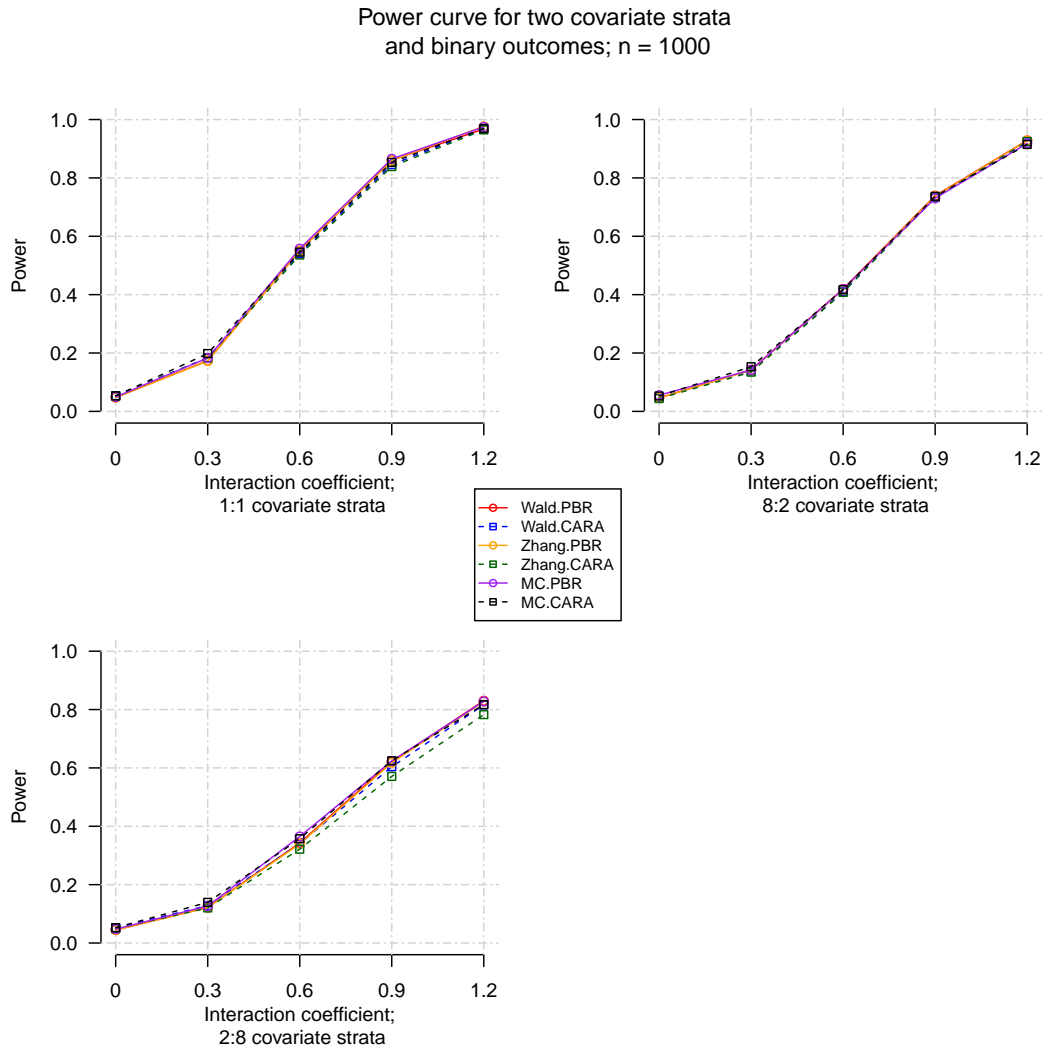 Power curve for two covariate strata
and binary outcomes; n = 1000
1.0
0.8
0.6
0.4
0.2
0.0
Power
0 0.3 0.6 0.9 1.2
Interaction coefficient;
1:1 covariate strata
1.0
0.8
0.6
0.4
0.2
0.0
Power
0 0.3 0.6 0.9 1.2
Interaction coefficient;
8:2 covariate strata
Wald.PBR
Wald.CARA
Zhang.PBR
Zhang.CARA
MC.PBR
MC.CARA
1.0
0.8
0.6
0.4
0.2
0.0
Power
0 0.3 0.6 0.9 1.2
Interaction coefficient;
2:8 covariate strata